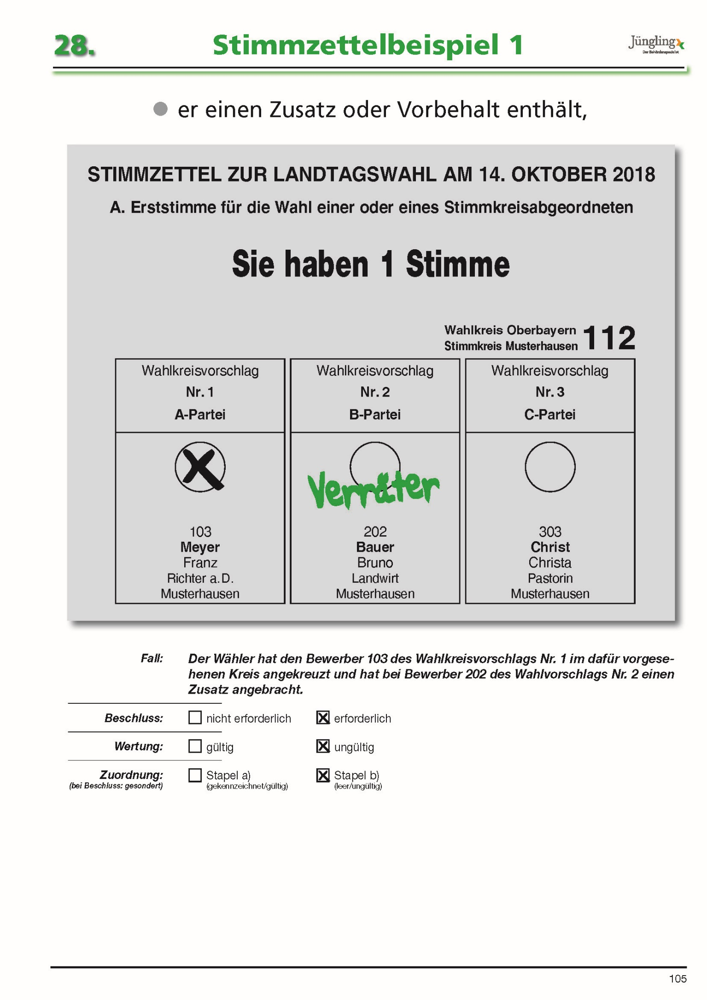 28.
Stimmzettelbeispiel 1
Jüngling
Der Behördenspezialist
● er einen Zusatz oder Vorbehalt enthält,
STIMMZETTEL ZUR LANDTAGSWAHL AM 14. OKTOBER 2018
A. Erststimme für die Wahl einer oder eines Stimmkreisabgeordneten
Sie haben 1 Stimme
Wahlkreis Oberbayern
Stimmkreis Musterhausen
112
Wahlkreisvorschlag
Nr. 1
A-Partei
103
Meyer
Franz
Richter a.D.
Musterhausen
Wahlkreisvorschlag
Nr. 2
B-Partei
Verräter
202
Bauer
Bruno
Landwirt
Musterhausen
Wahlkreisvorschlag
Nr. 3
C-Partei
303
Christ
Christa
Pastorin
Musterhausen
Fall: Der Wähler hat den Bewerber 103 des Wahlkreisvorschlags Nr. 1 im dafür vorgese-
henen Kreis angekreuzt und hat bei Bewerber 202 des Wahlvorschlags Nr. 2 einen
Zusatz angebracht.
Beschluss: ☐ nicht erforderlich ☒ erforderlich
Wertung: ☐ gültig ☒ ungültig
Zuordnung: ☐ Stapel a) ☒ Stapel b)
(bei Beschluss: gesondert) (gekennzeichnet/gültig) (leer/ungültig)
105